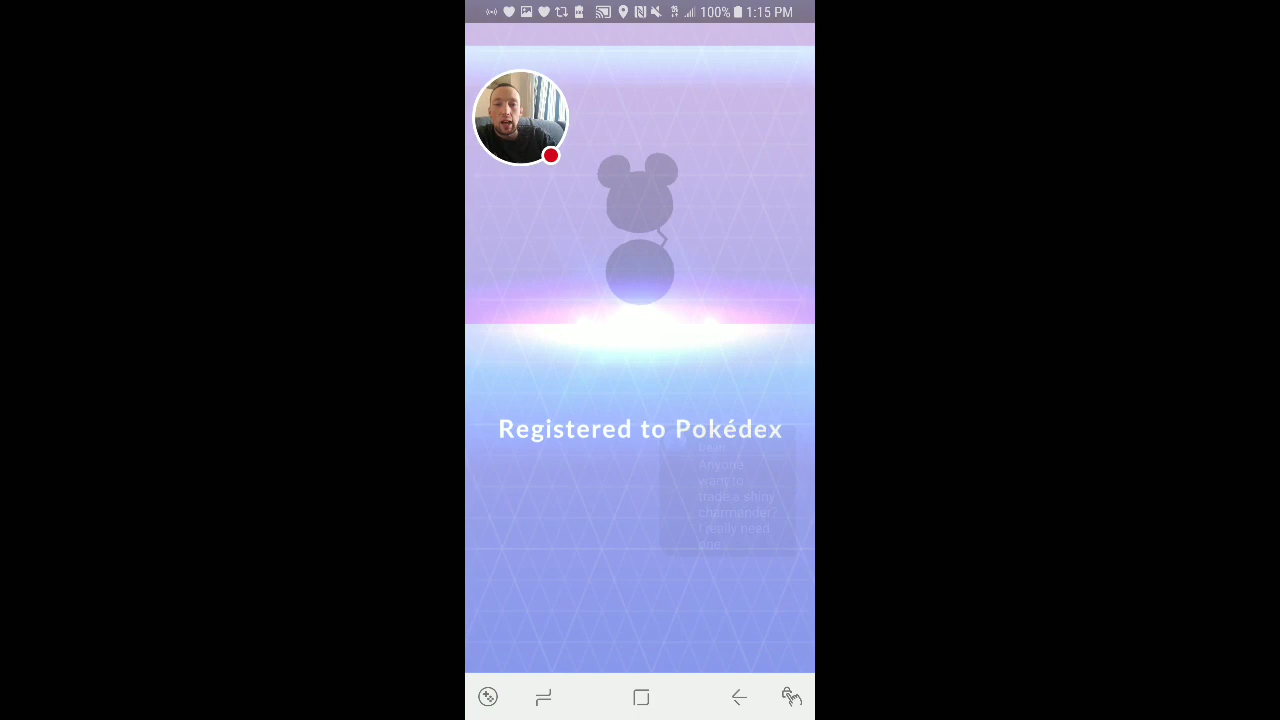 100% 1:15 PM
Registered to Pokédex
Anyone
want to
trade a shiny
charmender?
I really need
one